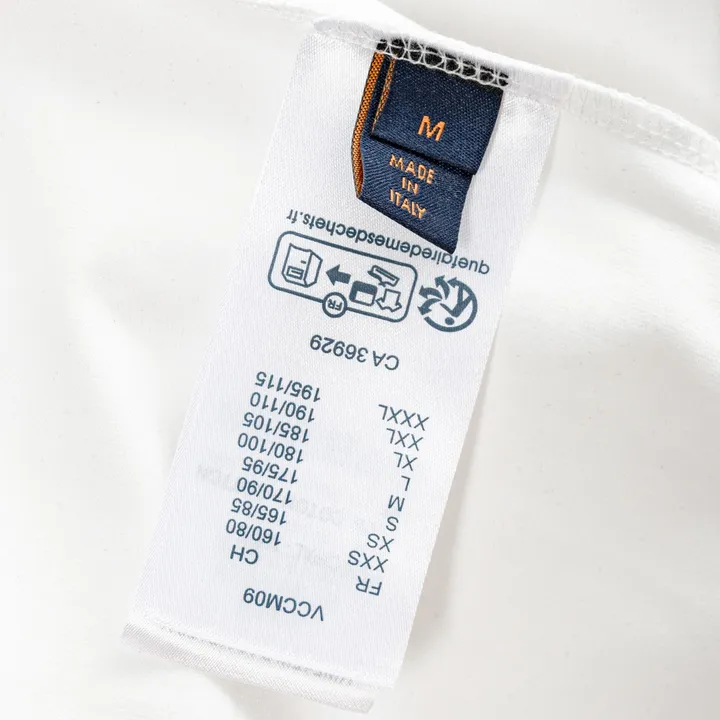 M
MADE
IN
ITALY
VCCM09
FR CH
XXS 160/80
XS 165/85
S 170/90
M 175/95
L 180/100
XL 185/105
XXL 190/110
XXXL 195/115
CA 36929
FR
quefairedemesdechets.fr